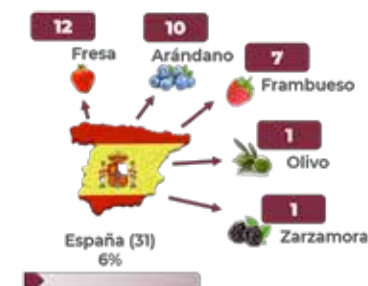 12
Fresa
10
Arándano
7
Frambueso
1
Olivo
1
Zarzamora
España (31)
6%